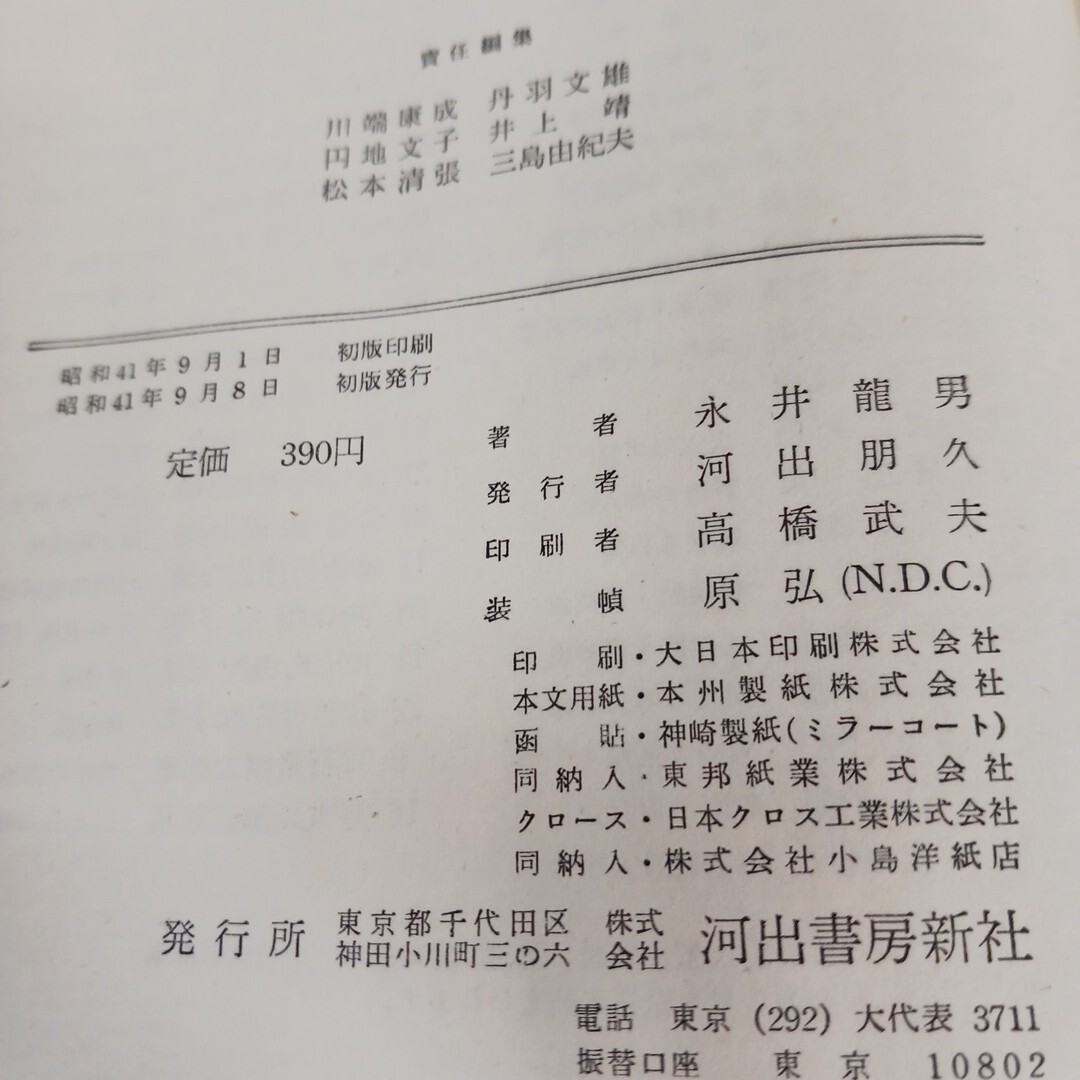 責任編集
川端康成 丹羽文雄
円地文子 井上靖
松本清張 三島由紀夫
昭和41年9月1日 初版印刷
昭和41年9月8日 初版発行
定価 390円
著者 永井龍男
発行者 河出朋久
印刷者 高橋武夫
装幀 原弘(N.D.C.)
印刷・大日本印刷株式会社
本文用紙・本州製紙株式会社
函貼・神崎製紙(ミラーコート)
同納入・東邦紙業株式会社
クロース・日本クロス工業株式会社
同納入・株式会社小島洋紙店
発行所 東京都千代田区神田小川町三の六 株式会社 河出書房新社
電話 東京 (292) 大代表 3711
振替口座 東京 10802